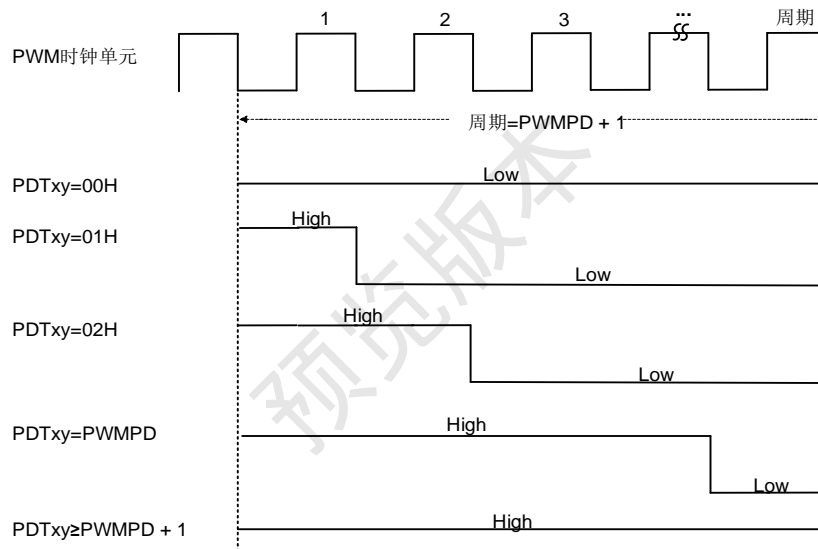 1 2 3 ... 周期
PWM时钟单元
周期=PWMPD + 1
PDTxy=00H Low
PDTxy=01H High Low
PDTxy=02H High Low
PDTxy=PWMPD High Low
PDTxy≥PWMPD + 1 High
预览版本